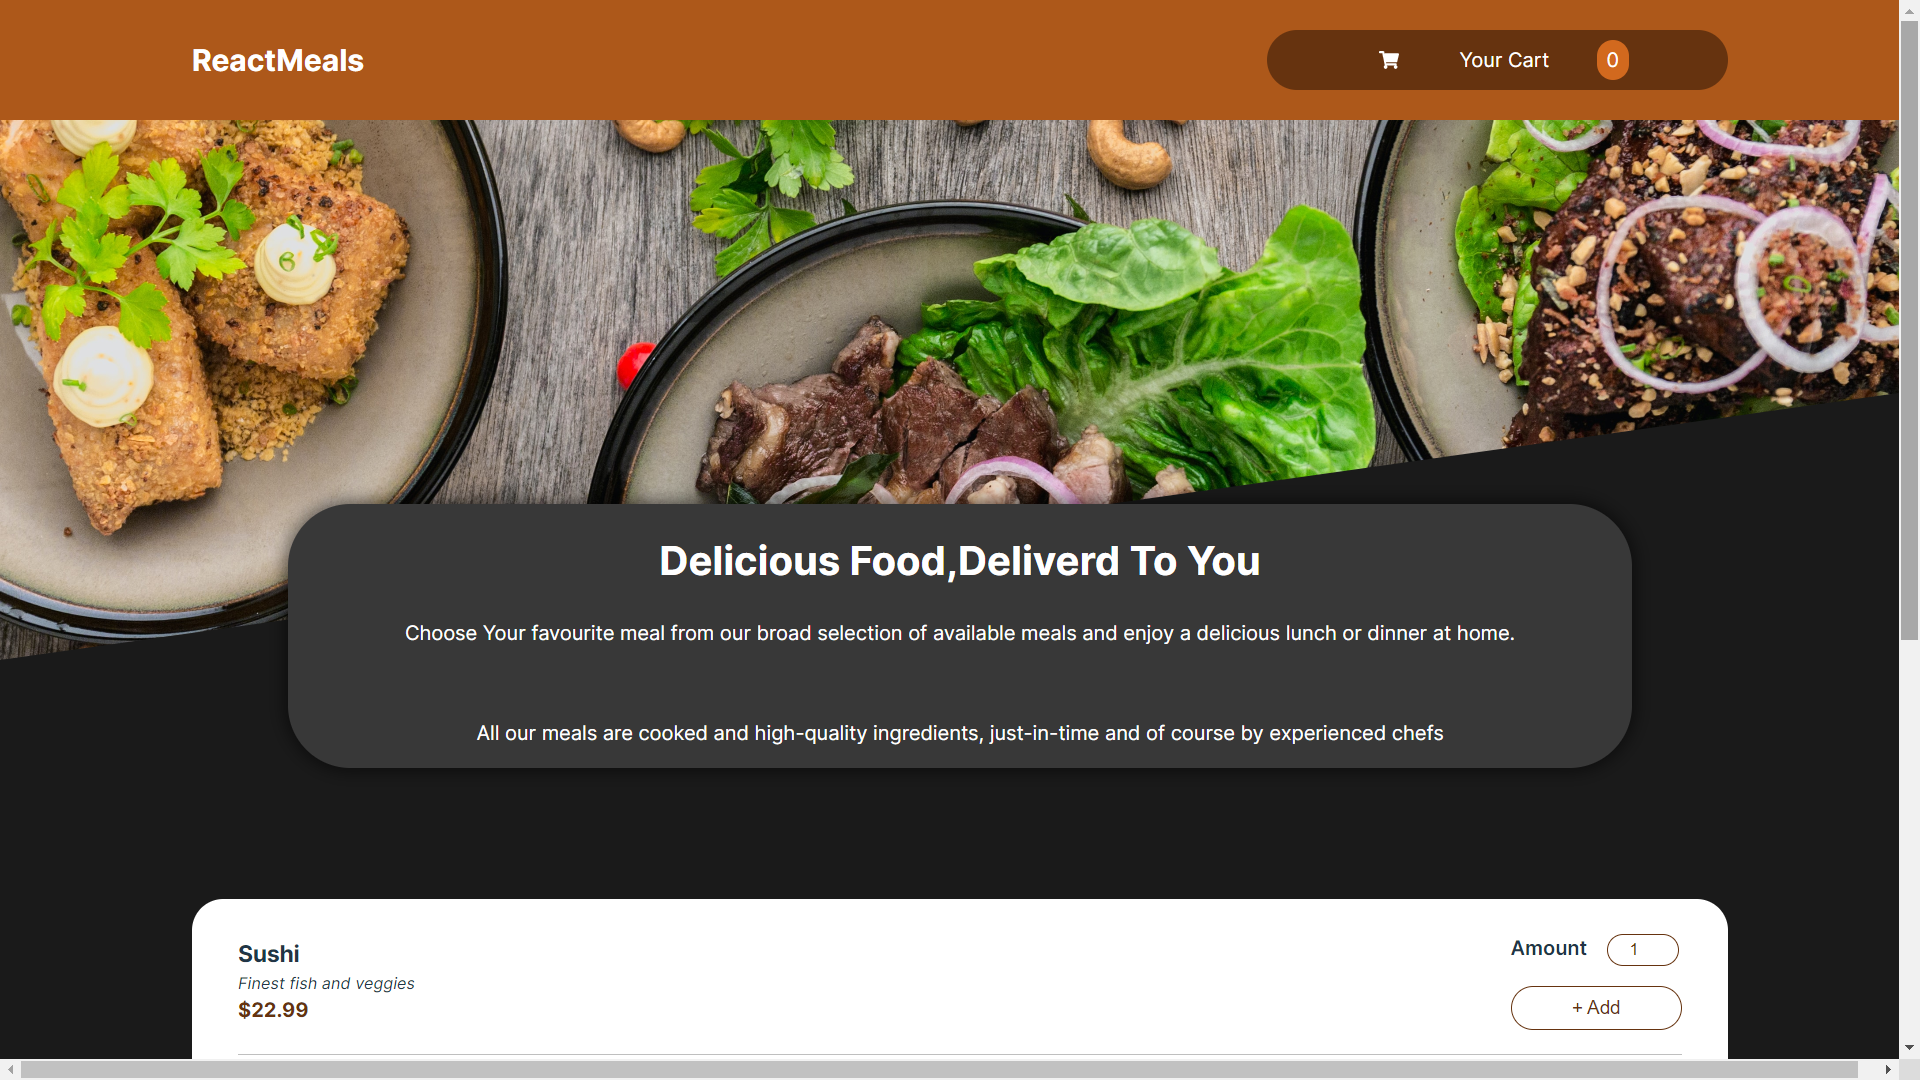 ReactMeals
Your Cart 0
Delicious Food,Deliverd To You
Choose Your favourite meal from our broad selection of available meals and enjoy a delicious lunch or dinner at home.
All our meals are cooked and high-quality ingredients, just-in-time and of course by experienced chefs
Sushi
Finest fish and veggies
$22.99
Amount 1
+ Add